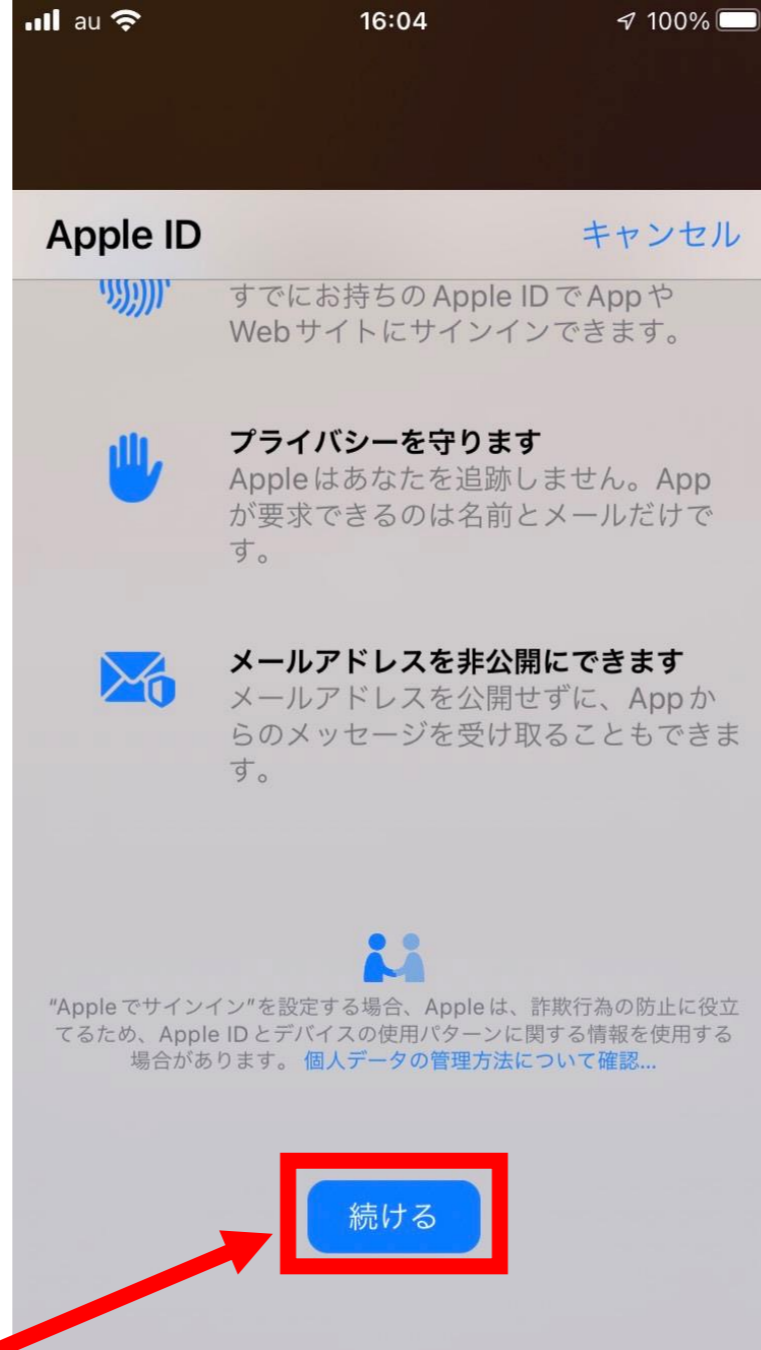 au 16:04 100%
Apple ID キャンセル
すでにお持ちの Apple ID で App や
Web サイトにサインインできます。
プライバシーを守ります
Apple はあなたを追跡しません。App
が要求できるのは名前とメールだけで
す。
メールアドレスを非公開にできます
メールアドレスを公開せずに、App か
らのメッセージを受け取ることもできま
す。
"Apple でサインイン"を設定する場合、Apple は、詐欺行為の防止に役立
てるため、Apple ID とデバイスの使用パターンに関する情報を使用する
場合があります。 個人データの管理方法について確認...
続ける